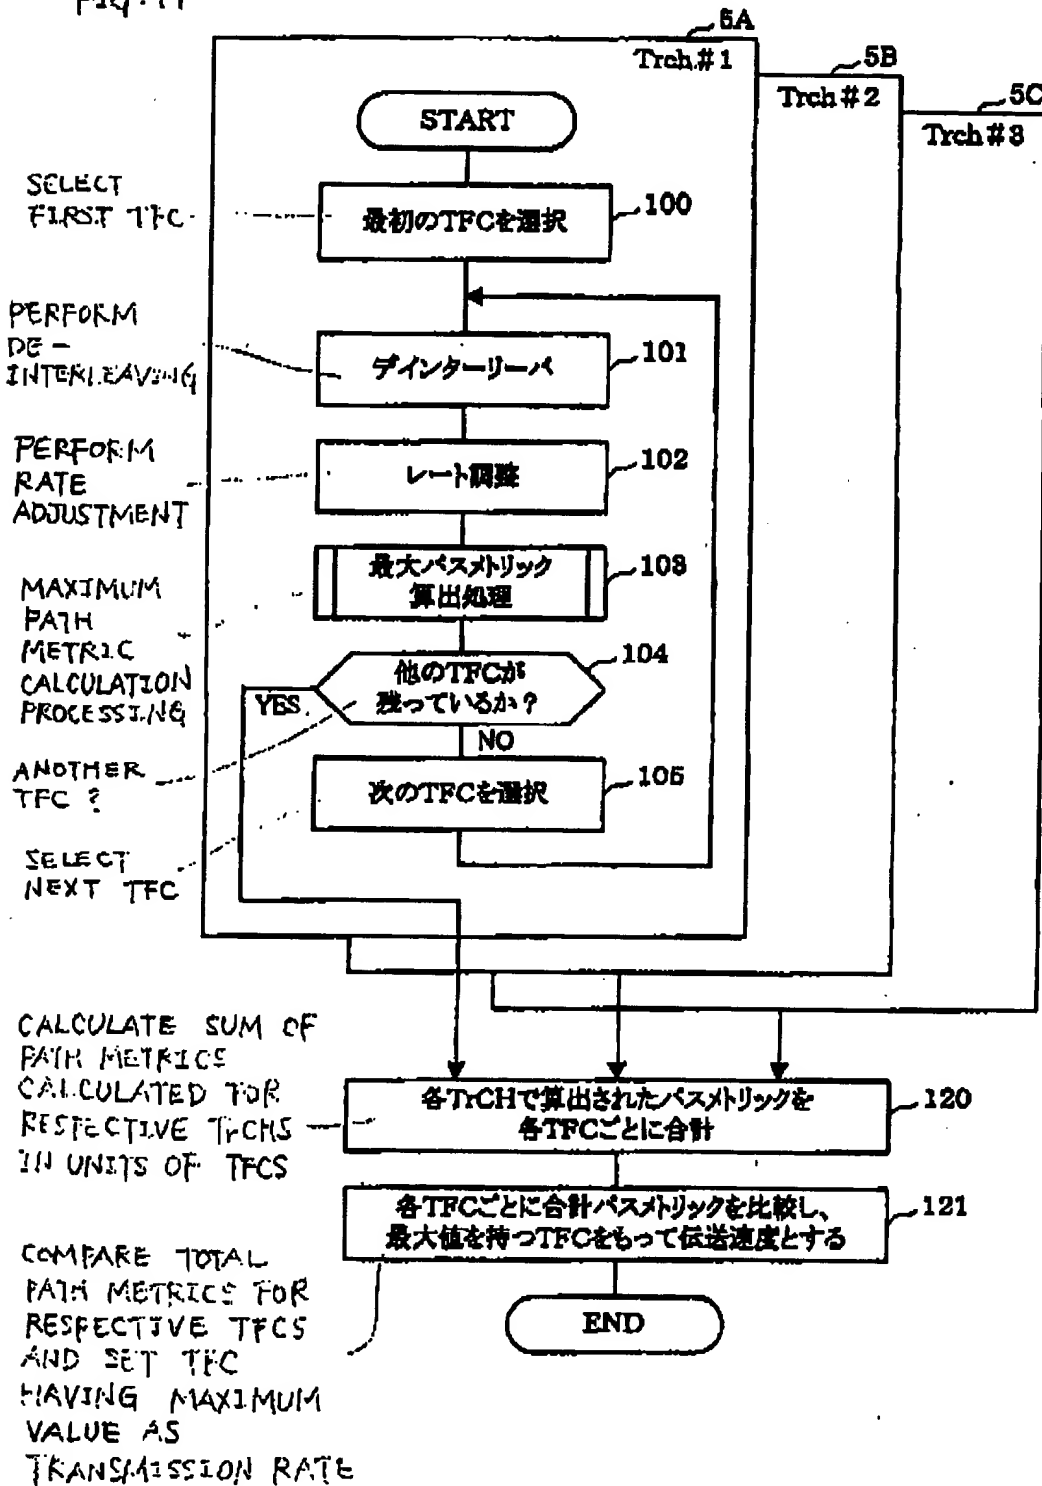 FIG. 11
5A
Trch#1
5B
Trch#2
5C
Trch#3
START
SELECT
FIRST TFC
最初のTFCを選択
100
PERFORM
DE-
INTERLEAVING
デインターリーバ
101
PERFORM
RATE
ADJUSTMENT
レート調整
102
MAXIMUM
PATH
METRIC
CALCULATION
PROCESSING
最大パスメトリック
算出処理
103
他のTFCが
残っているか?
104
YES
NO
ANOTHER
TFC ?
次のTFCを選択
105
SELECT
NEXT TFC
CALCULATE SUM OF
PATH METRICS
CALCULATED FOR
RESPECTIVE TrCHS
IN UNITS OF TFCS
各TrCHで算出されたパスメトリックを
各TFCごとに合計
120
各TFCごとに合計パスメトリックを比較し、
最大値を持つTFCをもって伝送速度とする
121
COMPARE TOTAL
PATH METRICS FOR
RESPECTIVE TFCS
AND SET TFC
HAVING MAXIMUM
VALUE AS
TRANSMISSION RATE
END